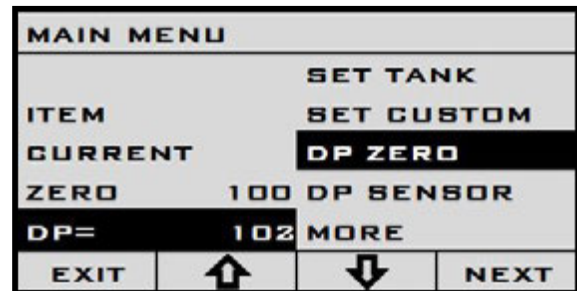 MAIN MENU
SET TANK
ITEM SET CUSTOM
CURRENT DP ZERO
ZERO 100 DP SENSOR
DP= 102 MORE
EXIT NEXT